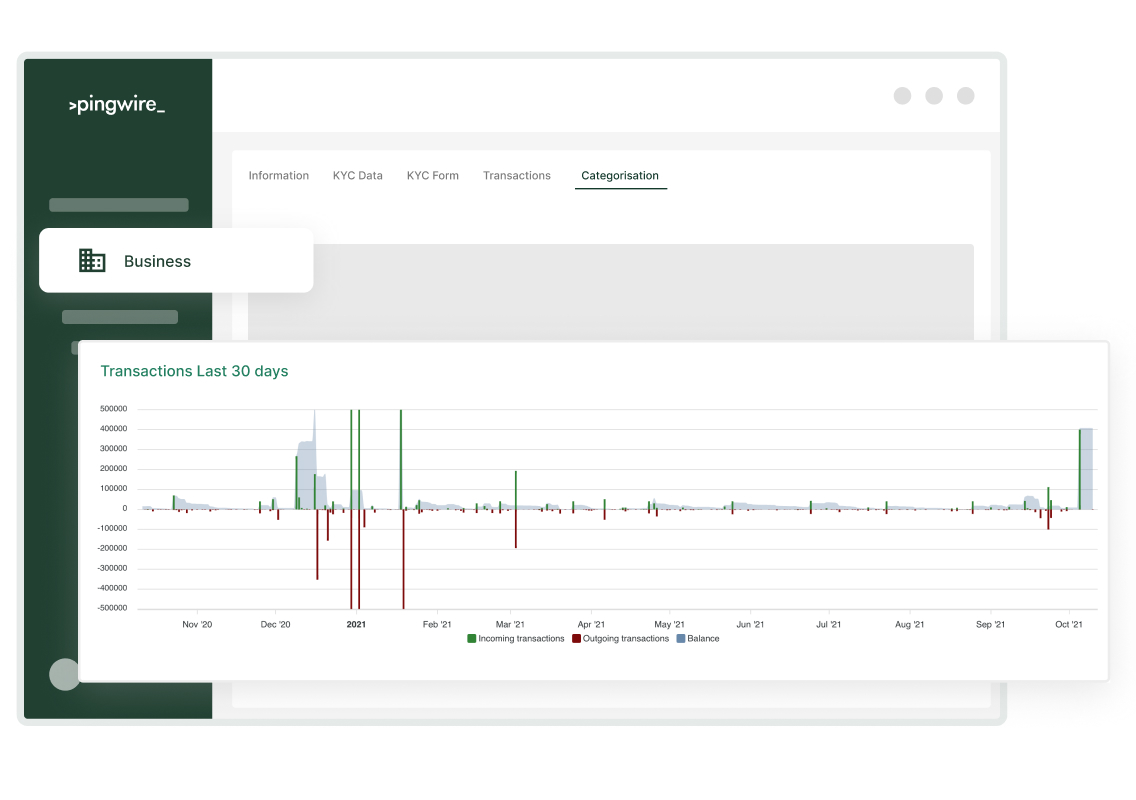 >pingwire_
Information KYC Data KYC Form Transactions Categorisation
Business
Transactions Last 30 days
500000
400000
300000
200000
100000
0
-100000
-200000
-300000
-400000
-500000
Nov '20 Dec '20 2021 Feb '21 Mar '21 Apr '21 May '21 Jun '21 Jul '21 Aug '21 Sep '21 Oct '21
Incoming transactions Outgoing transactions Balance